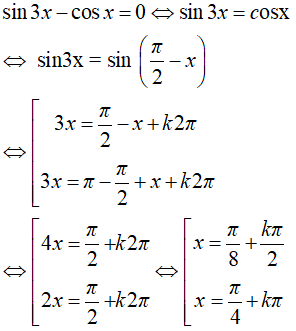 sin 3x − cos x = 0 ⇔ sin 3x = cosx
⇔ sin3x = sin (π/2 − x)
⇔ [ 3x = π/2 − x + k2π
3x = π − π/2 + x + k2π
⇔ [ 4x = π/2 + k2π ⇔ [ x = π/8 + kπ/2
2x = π/2 + k2π x = π/4 + kπ